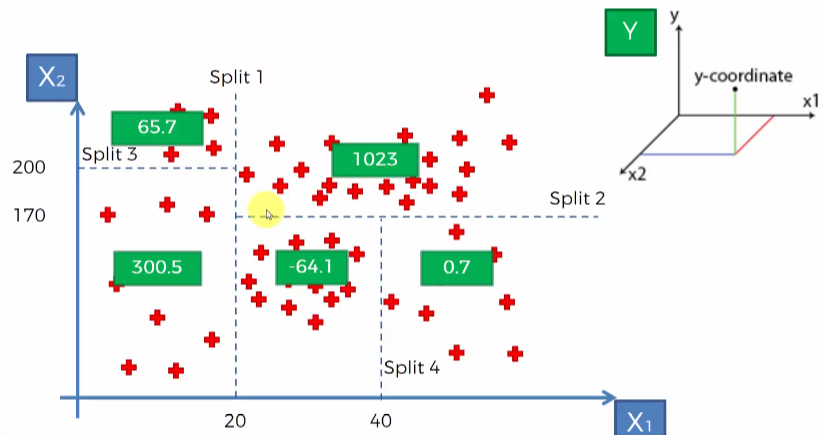 Y
y
X₂
Split 1
y-coordinate
x1
65.7
Split 3
1023
200
x2
Split 2
170
300.5
-64.1
0.7
Split 4
20
40
X₁